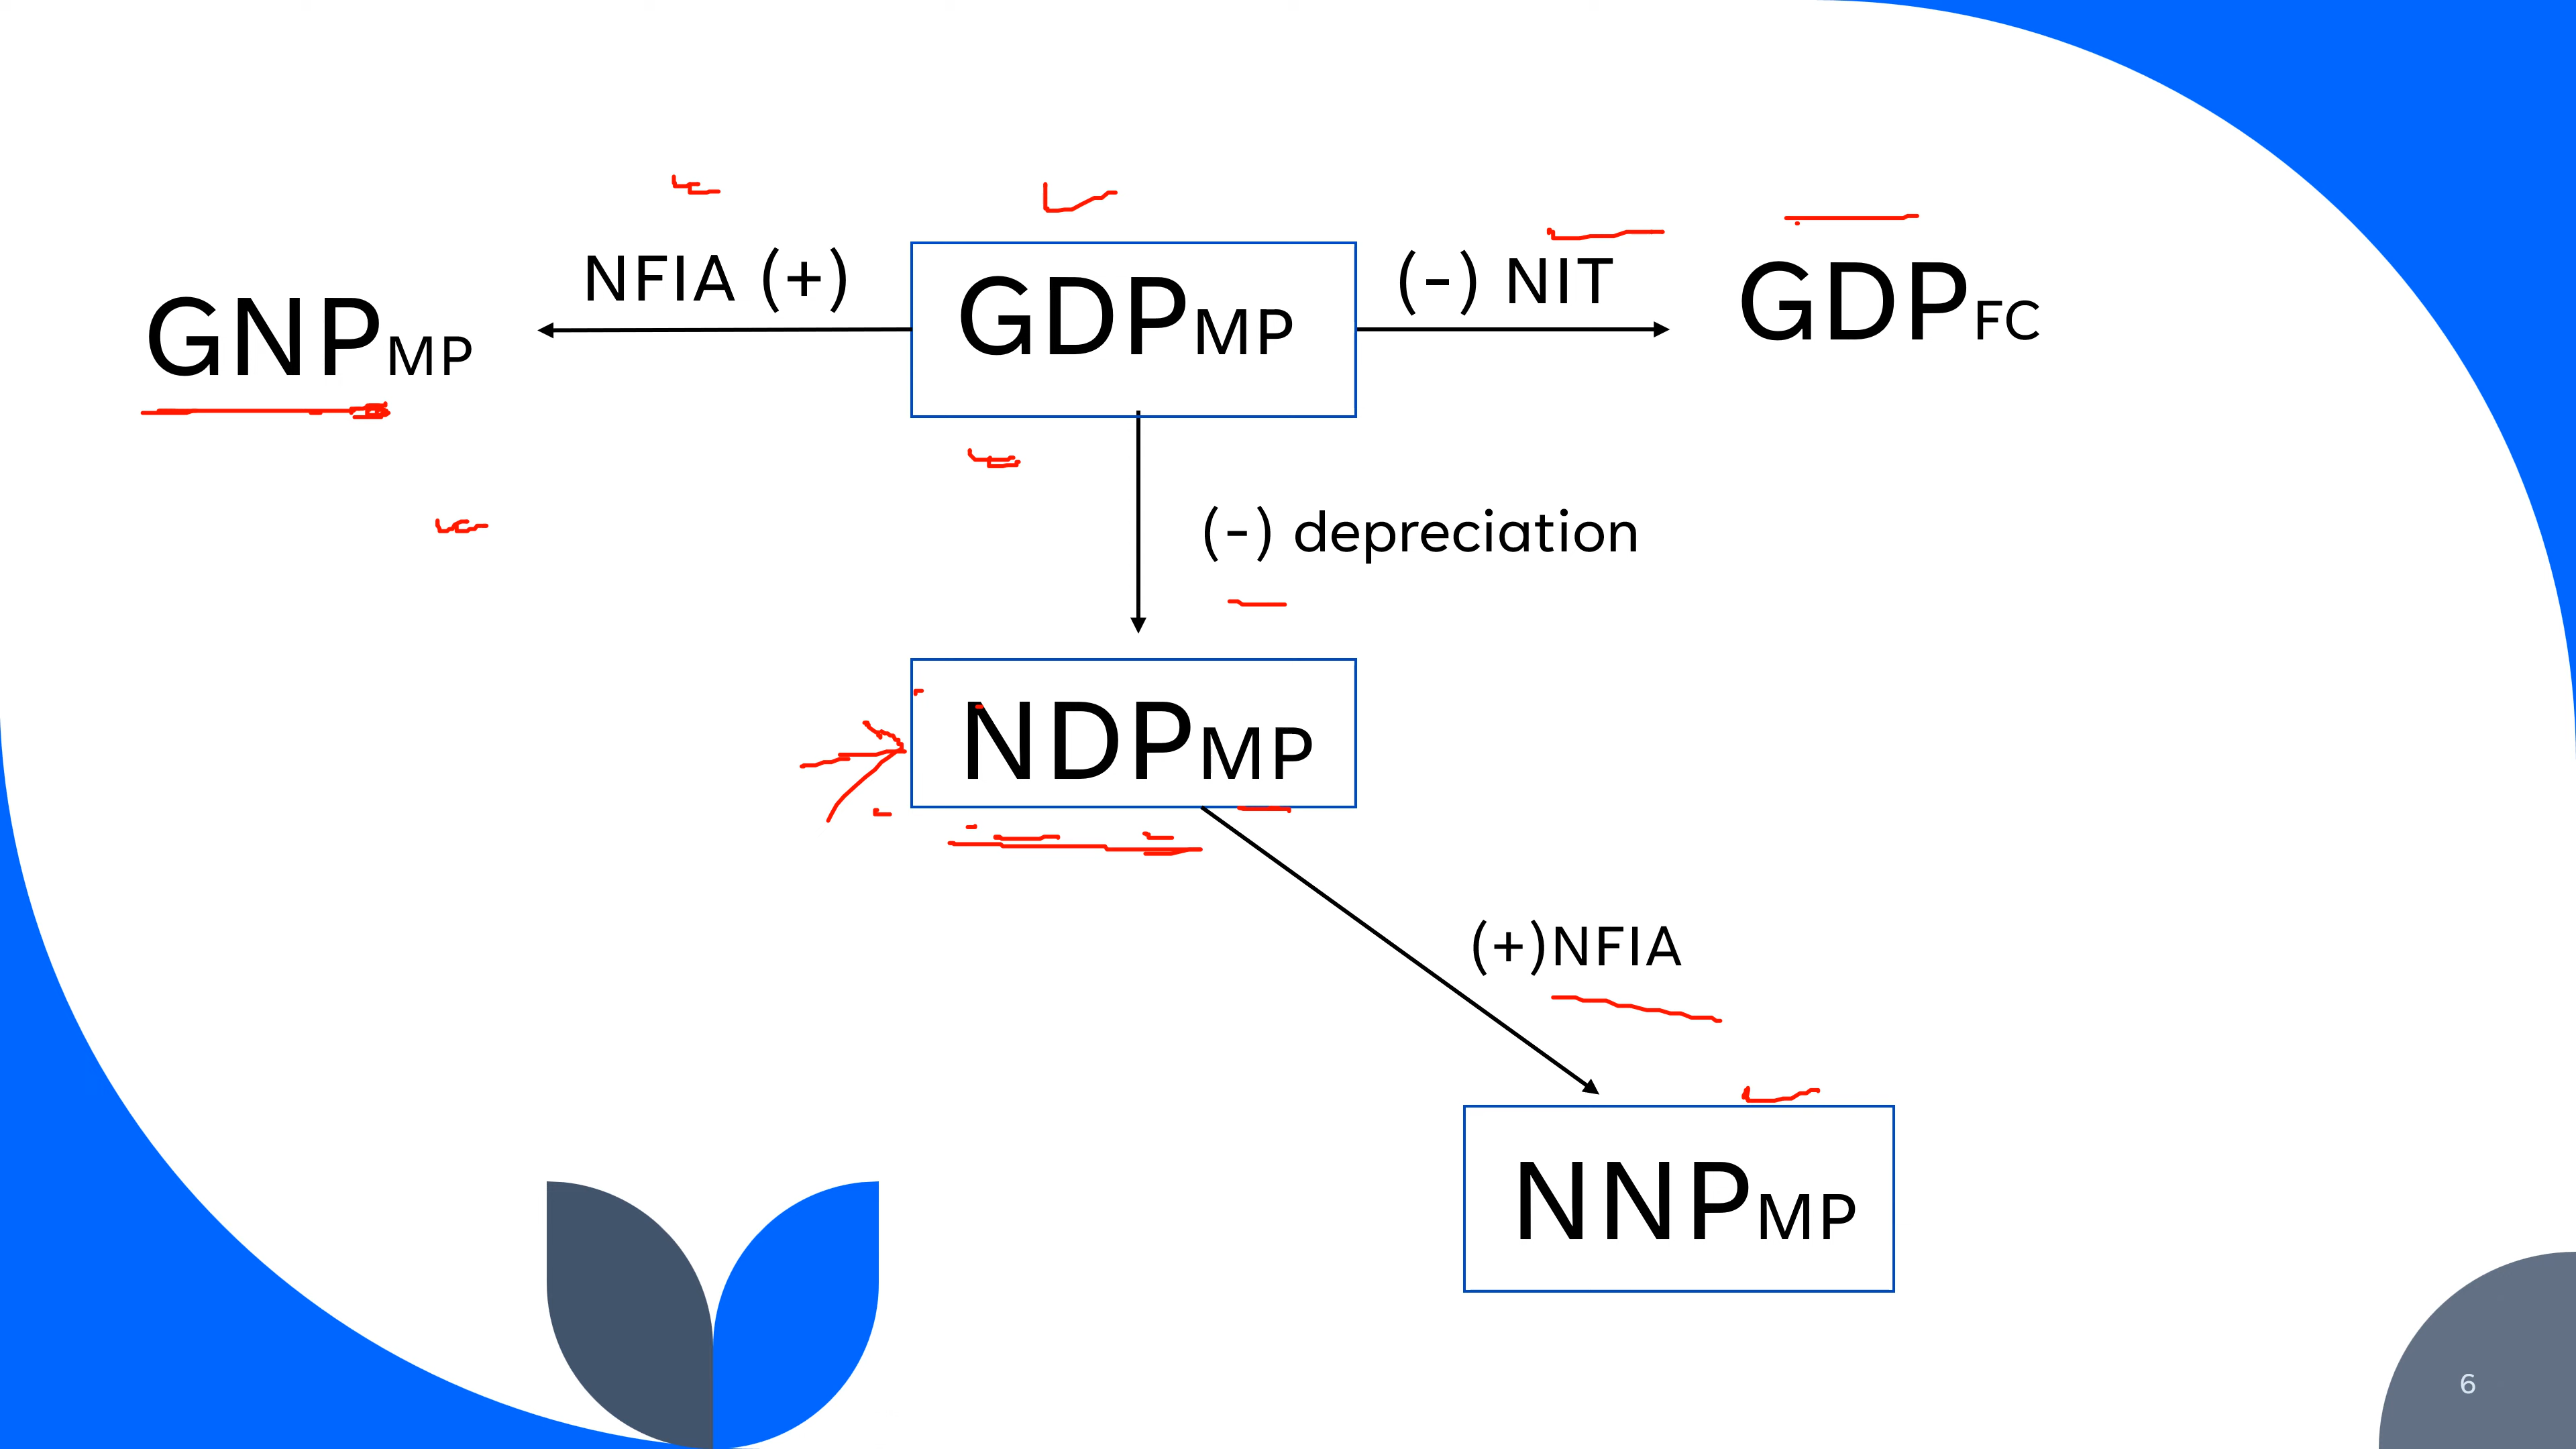 NFIA (+)
GDPMP
(-) NIT
GDPFC
GNPMP
(-) depreciation
NDPMP
(+)NFIA
NNPMP
6